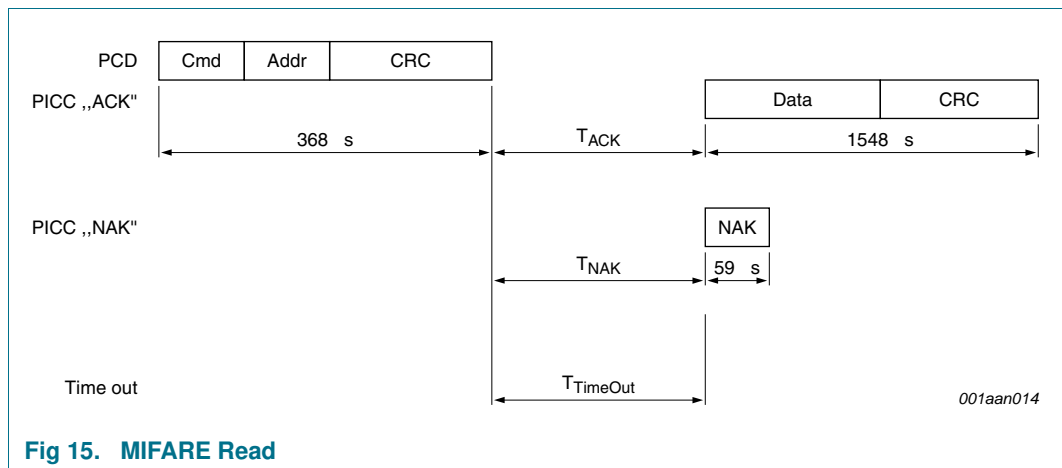 PCD Cmd Addr CRC
PICC ,,ACK" Data CRC
368 s TACK 1548 s
PICC ,,NAK" NAK
TNAK 59 s
Time out TTimeOut 001aan014
Fig 15. MIFARE Read